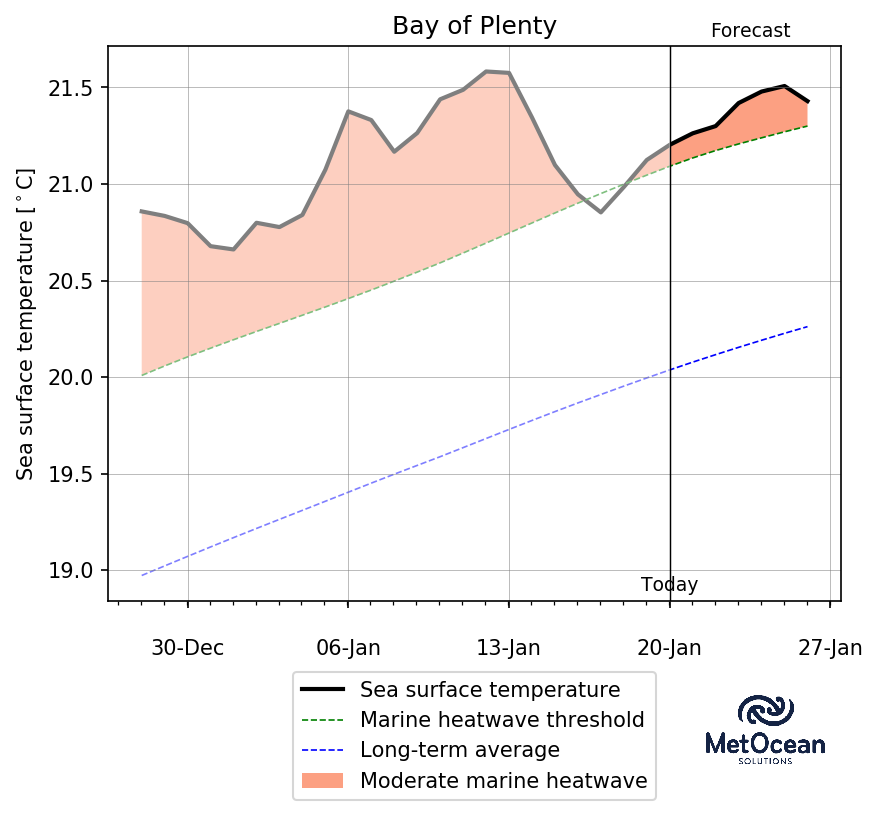 Bay of Plenty
Forecast
Sea surface temperature [°C]
21.5
21.0
20.5
20.0
19.5
19.0
Today
30-Dec
06-Jan
13-Jan
20-Jan
27-Jan
Sea surface temperature
Marine heatwave threshold
Long-term average
Moderate marine heatwave
MetOcean
SOLUTIONS